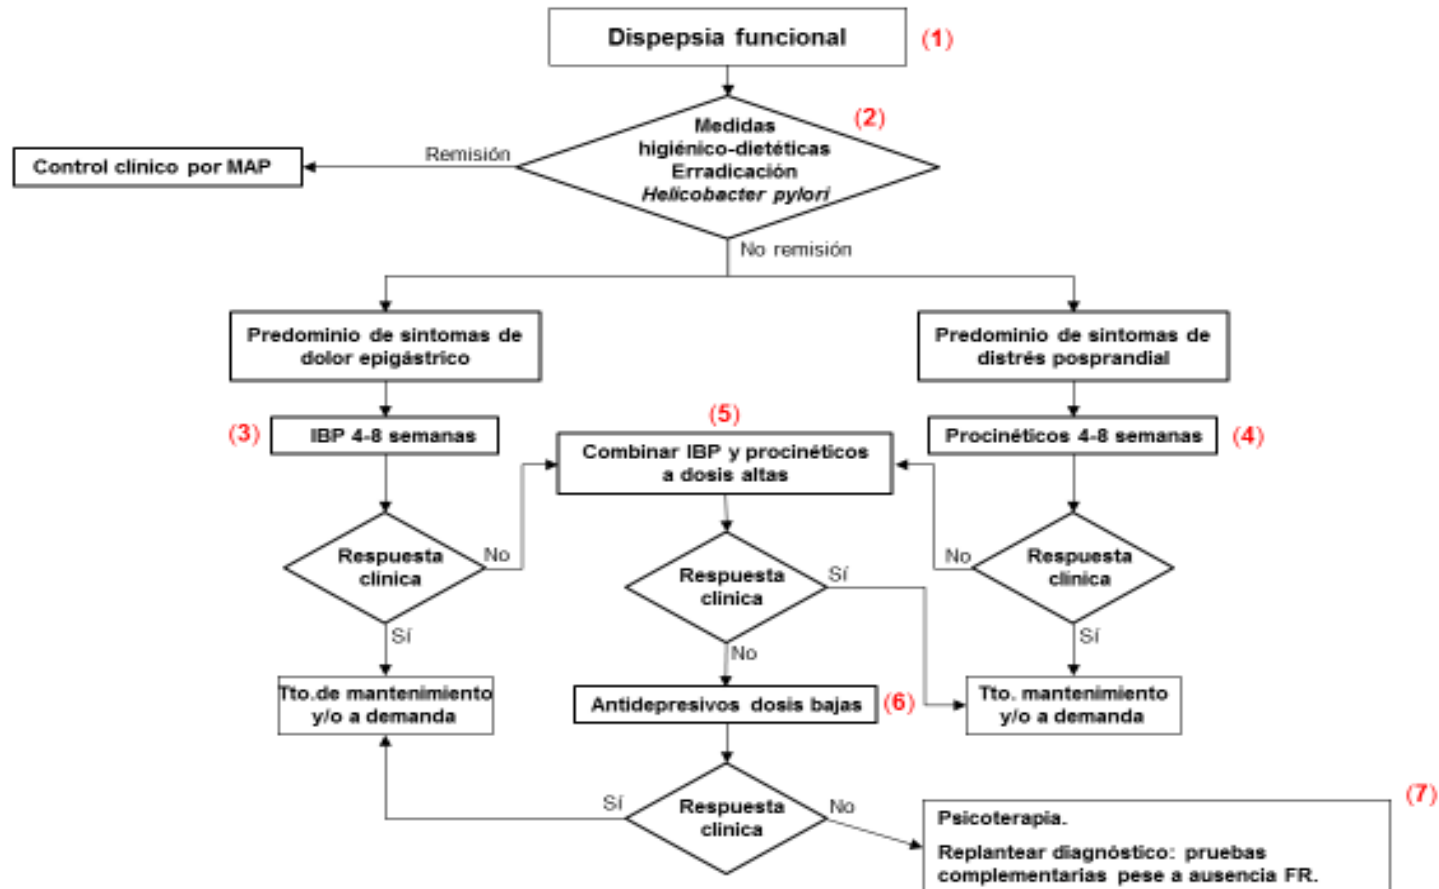 Dispepsia funcional
(1)
(2)
Medidas
higiénico-dietéticas
Erradicación
Helicobacter pylori
Remisión
Control clínico por MAP
No remisión
Predominio de sintomas de
dolor epigástrico
Predominio de sintomas de
distrés posprandial
(3)
IBP 4-8 semanas
(5)
Combinar IBP y procinéticos
a dosis altas
Procinéticos 4-8 semanas
(4)
Respuesta
clínica
No
Sí
Respuesta
clínica
Sí
No
Respuesta
clínica
No
Sí
Tto.de mantenimiento
y/o a demanda
Antidepresivos dosis bajas
(6)
Tto. mantenimiento
y/o a demanda
Sí
Respuesta
clínica
No
(7)
Psicoterapia.
Replantear diagnóstico: pruebas
complementarias pese a ausencia FR.